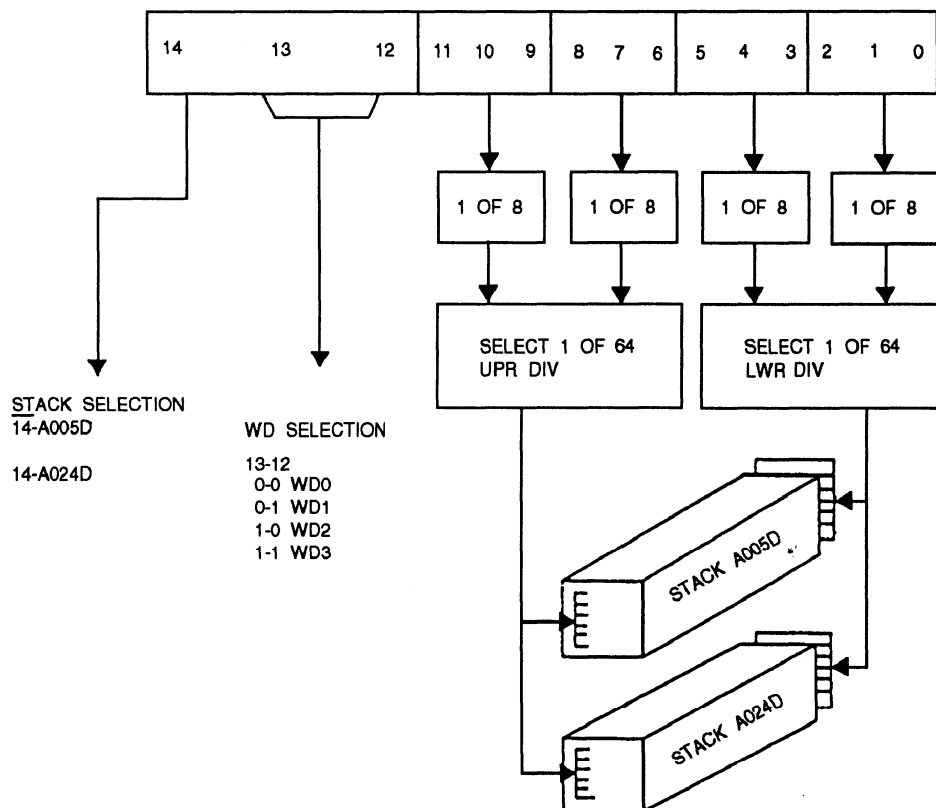 14 13 12 11 10 9 8 7 6 5 4 3 2 1 0
1 OF 8 1 OF 8 1 OF 8 1 OF 8
SELECT 1 OF 64
UPR DIV
SELECT 1 OF 64
LWR DIV
STACK SELECTION
14-A005D
14-A024D
WD SELECTION
13-12
0-0 WD0
0-1 WD1
1-0 WD2
1-1 WD3
STACK A005D
STACK A024D